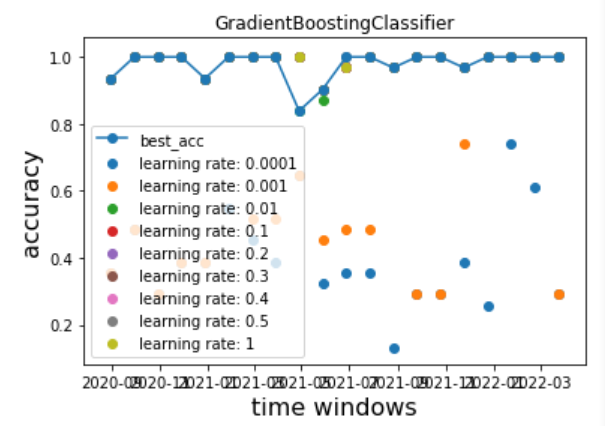 GradientBoostingClassifier
accuracy
1.0
0.8
0.6
0.4
0.2
best_acc
learning rate: 0.0001
learning rate: 0.001
learning rate: 0.01
learning rate: 0.1
learning rate: 0.2
learning rate: 0.3
learning rate: 0.4
learning rate: 0.5
learning rate: 1
2020-09 2020-11 2021-01 2021-03 2021-05 2021-07 2021-09 2021-11 2022-01 2022-03
time windows